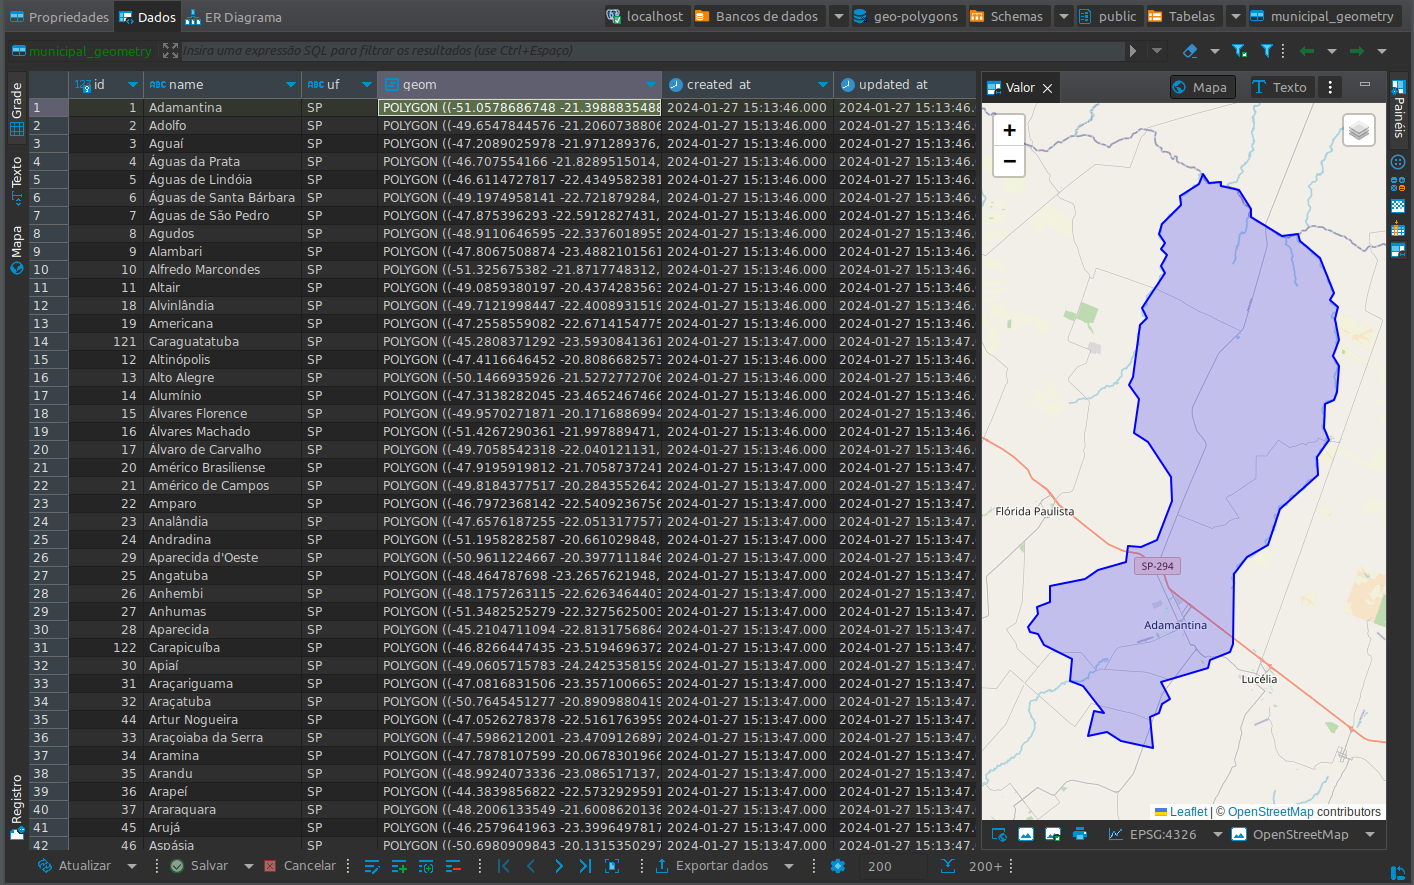 Propriedades Dados ER Diagrama localhost Bancos de dados geo-polygons Schemas public Tabelas municipal_geometry
municipal_geometry Insira uma expressão SQL para filtrar os resultados (use Ctrl+Espaço)
Grade
Texto
Mapa
Registro
123 id ABC name ABC uf geom created_at updated_at
1 1 Adamantina SP POLYGON ((-51.0578686748 -21.3988835488 2024-01-27 15:13:46.000 2024-01-27 15:13:46.
2 2 Adolfo SP POLYGON ((-49.6547844576 -21.2060738806 2024-01-27 15:13:46.000 2024-01-27 15:13:46.
3 3 Aguaí SP POLYGON ((-47.2089025978 -21.971289376, 2024-01-27 15:13:46.000 2024-01-27 15:13:46.
4 4 Águas da Prata SP POLYGON ((-46.707554166 -21.8289515014, 2024-01-27 15:13:46.000 2024-01-27 15:13:46.
5 5 Águas de Lindóia SP POLYGON ((-46.6114727817 -22.4349582381 2024-01-27 15:13:46.000 2024-01-27 15:13:46.
6 6 Águas de Santa Bárbara SP POLYGON ((-49.1974958141 -22.721879284, 2024-01-27 15:13:46.000 2024-01-27 15:13:46.
7 7 Águas de São Pedro SP POLYGON ((-47.875396293 -22.5912827431, 2024-01-27 15:13:46.000 2024-01-27 15:13:46.
8 8 Agudos SP POLYGON ((-48.9110646595 -22.3376018955 2024-01-27 15:13:46.000 2024-01-27 15:13:46.
9 9 Alambari SP POLYGON ((-47.8067508874 -23.4882101561 2024-01-27 15:13:46.000 2024-01-27 15:13:46.
10 10 Alfredo Marcondes SP POLYGON ((-51.325675382 -21.8717748312, 2024-01-27 15:13:46.000 2024-01-27 15:13:46.
11 11 Altair SP POLYGON ((-49.0859380197 -20.4374283563 2024-01-27 15:13:46.000 2024-01-27 15:13:46.
12 18 Alvinlândia SP POLYGON ((-49.7121998447 -22.4008931519 2024-01-27 15:13:46.000 2024-01-27 15:13:46.
13 19 Americana SP POLYGON ((-47.2558559082 -22.6714154775 2024-01-27 15:13:46.000 2024-01-27 15:13:46.
14 121 Caraguatatuba SP POLYGON ((-45.2808371292 -23.5930841361 2024-01-27 15:13:47.000 2024-01-27 15:13:47.
15 12 Altinópolis SP POLYGON ((-47.4116646452 -20.8086682573 2024-01-27 15:13:46.000 2024-01-27 15:13:46.
16 13 Alto Alegre SP POLYGON ((-50.1466935926 -21.5272772706 2024-01-27 15:13:46.000 2024-01-27 15:13:46.
17 14 Alumínio SP POLYGON ((-47.3138282045 -23.4652467466 2024-01-27 15:13:46.000 2024-01-27 15:13:46.
18 15 Álvares Florence SP POLYGON ((-49.9570271871 -20.1716886994 2024-01-27 15:13:46.000 2024-01-27 15:13:46.
19 16 Álvares Machado SP POLYGON ((-51.4267290361 -21.997889471, 2024-01-27 15:13:46.000 2024-01-27 15:13:46.
20 17 Álvaro de Carvalho SP POLYGON ((-49.7058542318 -22.040121131, 2024-01-27 15:13:46.000 2024-01-27 15:13:46.
21 20 Américo Brasiliense SP POLYGON ((-47.9195919812 -21.7058737241 2024-01-27 15:13:47.000 2024-01-27 15:13:47.
22 21 Américo de Campos SP POLYGON ((-49.8184377517 -20.2843552642 2024-01-27 15:13:47.000 2024-01-27 15:13:47.
23 22 Amparo SP POLYGON ((-46.7972368142 -22.5409236756 2024-01-27 15:13:47.000 2024-01-27 15:13:47.
24 23 Analândia SP POLYGON ((-47.6576187255 -22.0513177577 2024-01-27 15:13:47.000 2024-01-27 15:13:47.
25 24 Andradina SP POLYGON ((-51.1958282587 -20.661029848, 2024-01-27 15:13:47.000 2024-01-27 15:13:47.
26 29 Aparecida d'Oeste SP POLYGON ((-50.9611224667 -20.3977111846 2024-01-27 15:13:47.000 2024-01-27 15:13:47.
27 25 Angatuba SP POLYGON ((-48.464787698 -23.2657621948, 2024-01-27 15:13:47.000 2024-01-27 15:13:47.
28 26 Anhembi SP POLYGON ((-48.1757263115 -22.6263464403 2024-01-27 15:13:47.000 2024-01-27 15:13:47.
29 27 Anhumas SP POLYGON ((-51.3482525279 -22.3275625003 2024-01-27 15:13:47.000 2024-01-27 15:13:47.
30 28 Aparecida SP POLYGON ((-45.2104711094 -22.8131756864 2024-01-27 15:13:47.000 2024-01-27 15:13:47.
31 122 Carapicuíba SP POLYGON ((-46.8266447435 -23.5194696372 2024-01-27 15:13:47.000 2024-01-27 15:13:47.
32 30 Apiaí SP POLYGON ((-49.0605715783 -24.2425358159 2024-01-27 15:13:47.000 2024-01-27 15:13:47.
33 31 Araçariguama SP POLYGON ((-47.0816831506 -23.3571006653 2024-01-27 15:13:47.000 2024-01-27 15:13:47.
34 32 Araçatuba SP POLYGON ((-50.7645451277 -20.8909880419 2024-01-27 15:13:47.000 2024-01-27 15:13:47.
35 44 Artur Nogueira SP POLYGON ((-47.0526278378 -22.5161763959 2024-01-27 15:13:47.000 2024-01-27 15:13:47.
36 33 Araçoiaba da Serra SP POLYGON ((-47.5986212001 -23.4709126897 2024-01-27 15:13:47.000 2024-01-27 15:13:47.
37 34 Aramina SP POLYGON ((-47.7878107599 -20.0678301966 2024-01-27 15:13:47.000 2024-01-27 15:13:47.
38 35 Arandu SP POLYGON ((-48.9924073336 -23.086517137, 2024-01-27 15:13:47.000 2024-01-27 15:13:47.
39 36 Arapeí SP POLYGON ((-44.3839856822 -22.5732929591 2024-01-27 15:13:47.000 2024-01-27 15:13:47.
40 37 Araraquara SP POLYGON ((-48.2006133549 -21.6008620138 2024-01-27 15:13:47.000 2024-01-27 15:13:47.
41 45 Arujá SP POLYGON ((-46.2579641963 -23.3996497817 2024-01-27 15:13:47.000 2024-01-27 15:13:47.
42 46 Aspásia SP POLYGON ((-50.6980909843 -20.1315350297 2024-01-27 15:13:47.000 2024-01-27 15:13:47.
Valor Mapa Texto
Painéis
+
−
Flórida Paulista
SP-294
Adamantina
Lucélia
Leaflet | © OpenStreetMap contributors
EPSG:4326 OpenStreetMap
Atualizar Salvar Cancelar Exportar dados 200 200+